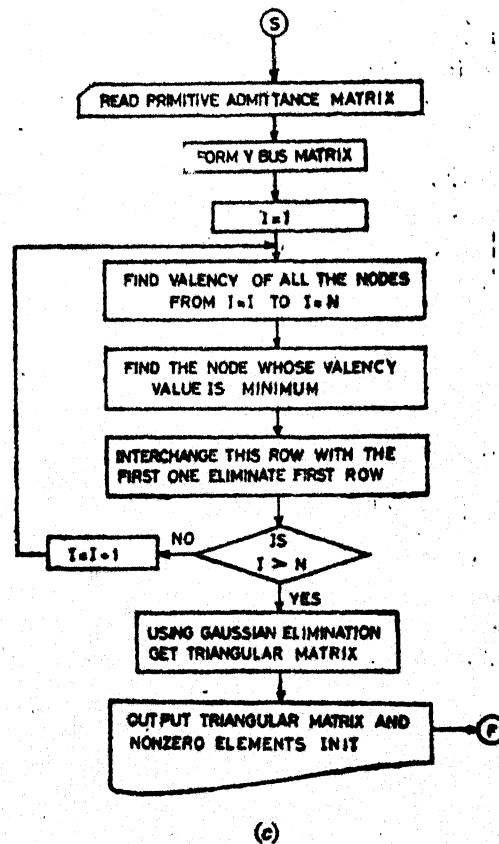 S
READ PRIMITIVE ADMITTANCE MATRIX
FORM Y BUS MATRIX
I=1
FIND VALENCY OF ALL THE NODES
FROM I=I TO I=N
FIND THE NODE WHOSE VALENCY
VALUE IS MINIMUM
INTERCHANGE THIS ROW WITH THE
FIRST ONE ELIMINATE FIRST ROW
NO
I=I+1
IS
I > N
YES
USING GAUSSIAN ELIMINATION
GET TRIANGULAR MATRIX
OUTPUT TRIANGULAR MATRIX AND
NONZERO ELEMENTS INIT
F
(c)